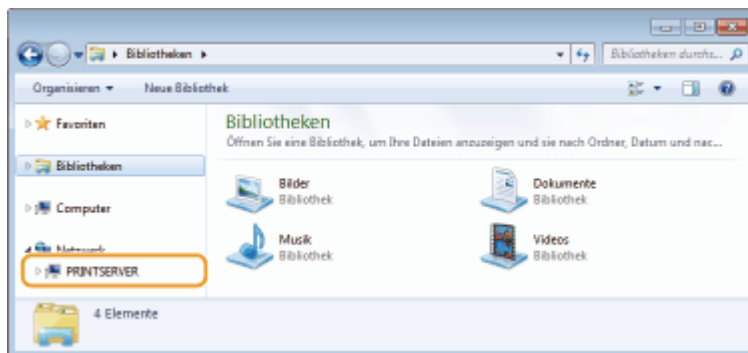 Bibliotheken
Bibliotheken durchs...
Organisieren
Neue Bibliothek
Favoriten
Bibliotheken
Computer
Netzwerk
PRINTSERVER
Bibliotheken
Öffnen Sie eine Bibliothek, um Ihre Dateien anzuzeigen und sie nach Ordner, Datum und nac...
Bilder
Bibliothek
Dokumente
Bibliothek
Musik
Bibliothek
Videos
Bibliothek
4 Elemente